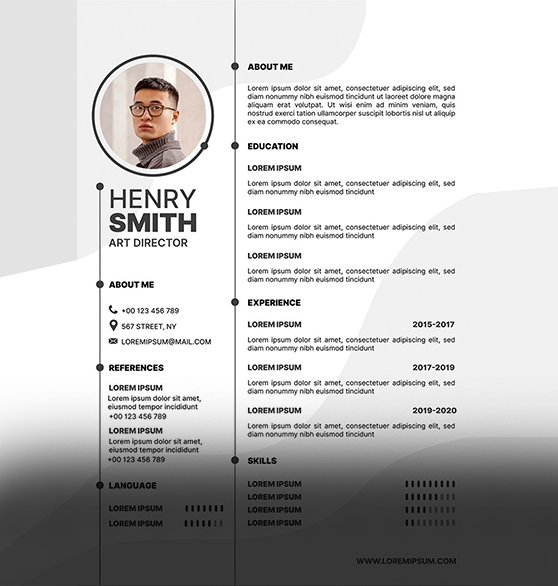 HENRY
SMITH
ART DIRECTOR
ABOUT ME
+00 123 456 789
567 STREET, NY
LOREMIPSUM@MAIL.COM
REFERENCES
LOREM IPSUM
Lorem ipsum dolor sit amet,
eiusmod tempor incididunt
+00 123 456 789
LOREM IPSUM
Lorem ipsum dolor sit amet,
eiusmod tempor incididunt
+00 123 456 789
LANGUAGE
LOREM IPSUM
LOREM IPSUM
ABOUT ME
Lorem ipsum dolor sit amet, consectetuer adipiscing elit, sed
diam nonummy nibh euismod tincidunt ut laoreet dolore magna
aliquam erat volutpat. Ut wisi enim ad minim veniam, quis
nostrud exerci tation ullamcorper suscipit lobortis nisl ut aliquip
ex ea commodo consequat.
EDUCATION
LOREM IPSUM
Lorem ipsum dolor sit amet, consectetuer adipiscing elit, sed
diam nonummy nibh euismod tincidunt
LOREM IPSUM
Lorem ipsum dolor sit amet, consectetuer adipiscing elit, sed
diam nonummy nibh euismod tincidunt
LOREM IPSUM
Lorem ipsum dolor sit amet, consectetuer adipiscing elit, sed
diam nonummy nibh euismod tincidunt
EXPERIENCE
LOREM IPSUM 2015-2017
Lorem ipsum dolor sit amet, consectetuer adipiscing elit, sed
diam nonummy nibh euismod tincidunt
LOREM IPSUM 2017-2019
Lorem ipsum dolor sit amet, consectetuer adipiscing elit, sed
diam nonummy nibh euismod tincidunt
LOREM IPSUM 2019-2020
Lorem ipsum dolor sit amet, consectetuer adipiscing elit, sed
diam nonummy nibh euismod tincidunt
SKILLS
LOREM IPSUM
LOREM IPSUM
LOREM IPSUM
LOREM IPSUM
WWW.LOREMIPSUM.COM